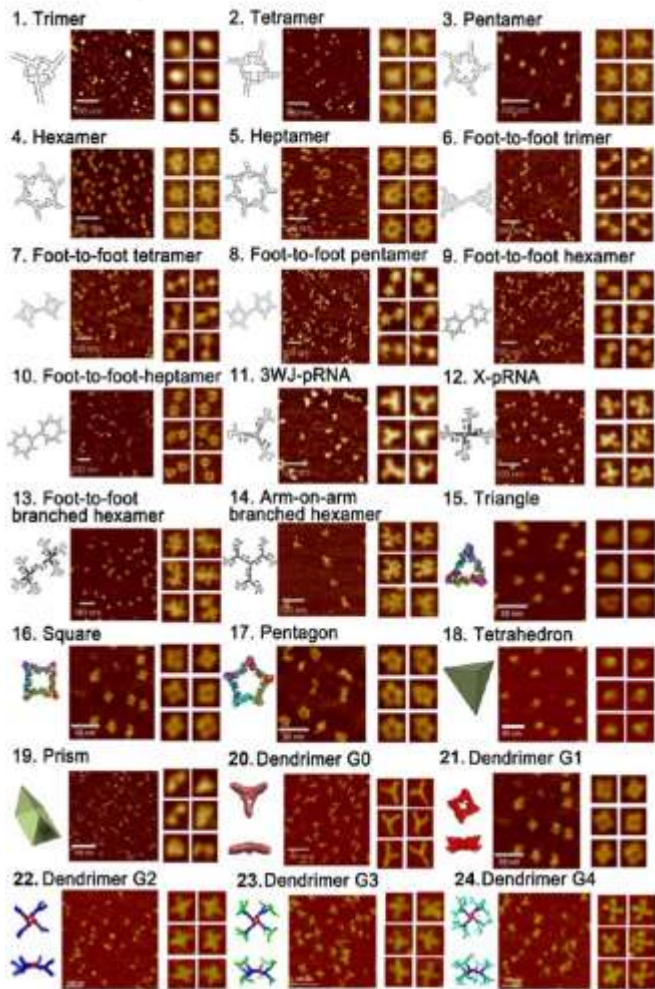 1. Trimer
2. Tetramer
3. Pentamer
4. Hexamer
5. Heptamer
6. Foot-to-foot trimer
7. Foot-to-foot tetramer
8. Foot-to-foot pentamer
9. Foot-to-foot hexamer
10. Foot-to-foot-heptamer
11. 3WJ-pRNA
12. X-pRNA
13. Foot-to-foot
branched hexamer
14. Arm-on-arm
branched hexamer
15. Triangle
16. Square
17. Pentagon
18. Tetrahedron
19. Prism
20. Dendrimer G0
21. Dendrimer G1
22. Dendrimer G2
23. Dendrimer G3
24. Dendrimer G4